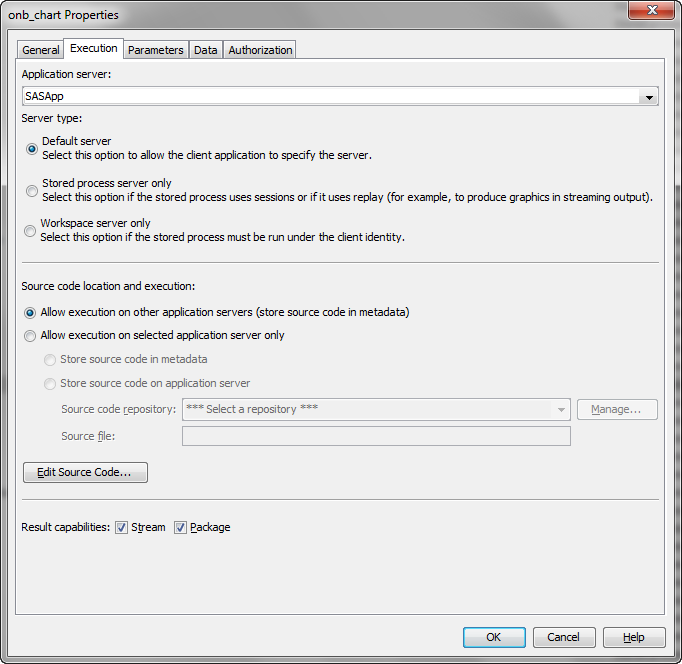 onb_chart Properties
General Execution Parameters Data Authorization
Application server:
SASApp
Server type:
Default server
Select this option to allow the client application to specify the server.
Stored process server only
Select this option if the stored process uses sessions or if it uses replay (for example, to produce graphics in streaming output).
Workspace server only
Select this option if the stored process must be run under the client identity.
Source code location and execution:
Allow execution on other application servers (store source code in metadata)
Allow execution on selected application server only
Store source code in metadata
Store source code on application server
Source code repository: *** Select a repository *** Manage...
Source file:
Edit Source Code...
Result capabilities: Stream Package
OK Cancel Help